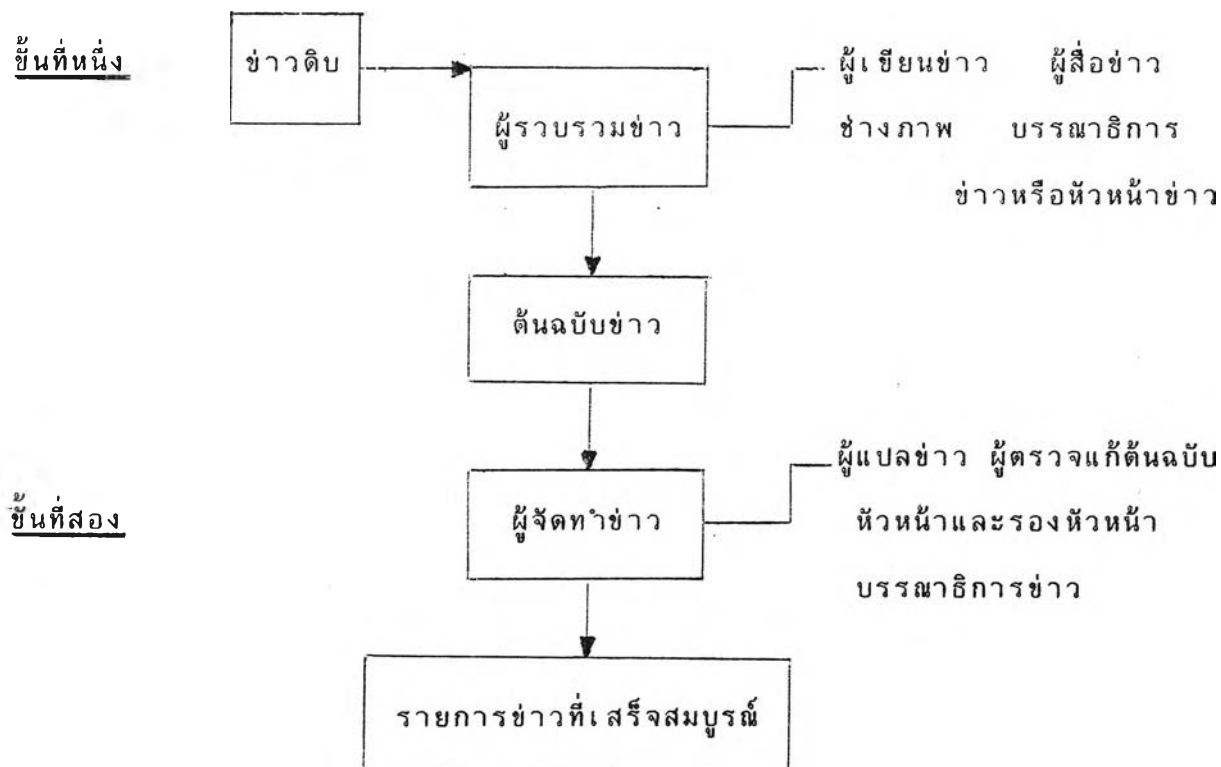 ขั้นที่หนึ่ง
ข่าวดิบ
ผู้รวบรวมข่าว
ผู้เขียนข่าว ผู้สื่อข่าว
ช่างภาพ บรรณาธิการ
ข่าวหรือหัวหน้าข่าว
ต้นฉบับข่าว
ขั้นที่สอง
ผู้จัดทำข่าว
ผู้แปลข่าว ผู้ตรวจแก้ต้นฉบับ
หัวหน้าและรองหัวหน้า
บรรณาธิการข่าว
รายการข่าวที่เสร็จสมบูรณ์